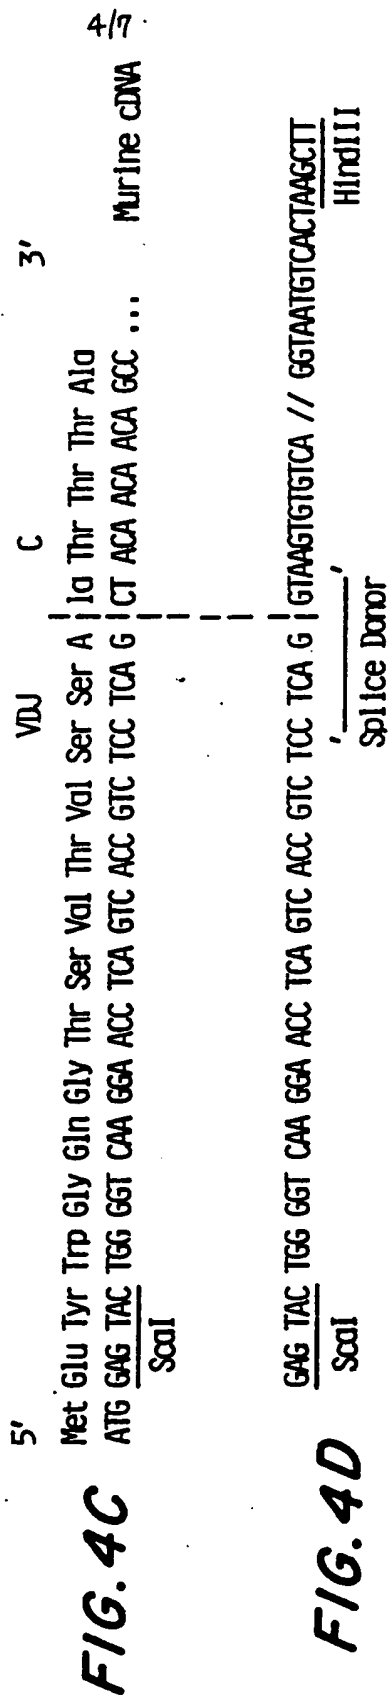 4/7
5' VDJ C 3'
Met Glu Tyr Trp Gly Gln Gly Thr Ser Val Thr Val Ser Ser A la Thr Thr Thr Ala
ATG GAG TAC TGG GGT CAA GGA ACC TCA GTC ACC GTC TCC TCA G CT ACA ACA ACA GCC ... Murine cDNA
ScaI
FIG. 4C
GAG TAC TGG GGT CAA GGA ACC TCA GTC ACC GTC TCC TCA G GTAAGTGTGTCA // GGTAATGTCACTAAGCTT
ScaI ' ' HindIII
Splice Donor
FIG. 4D